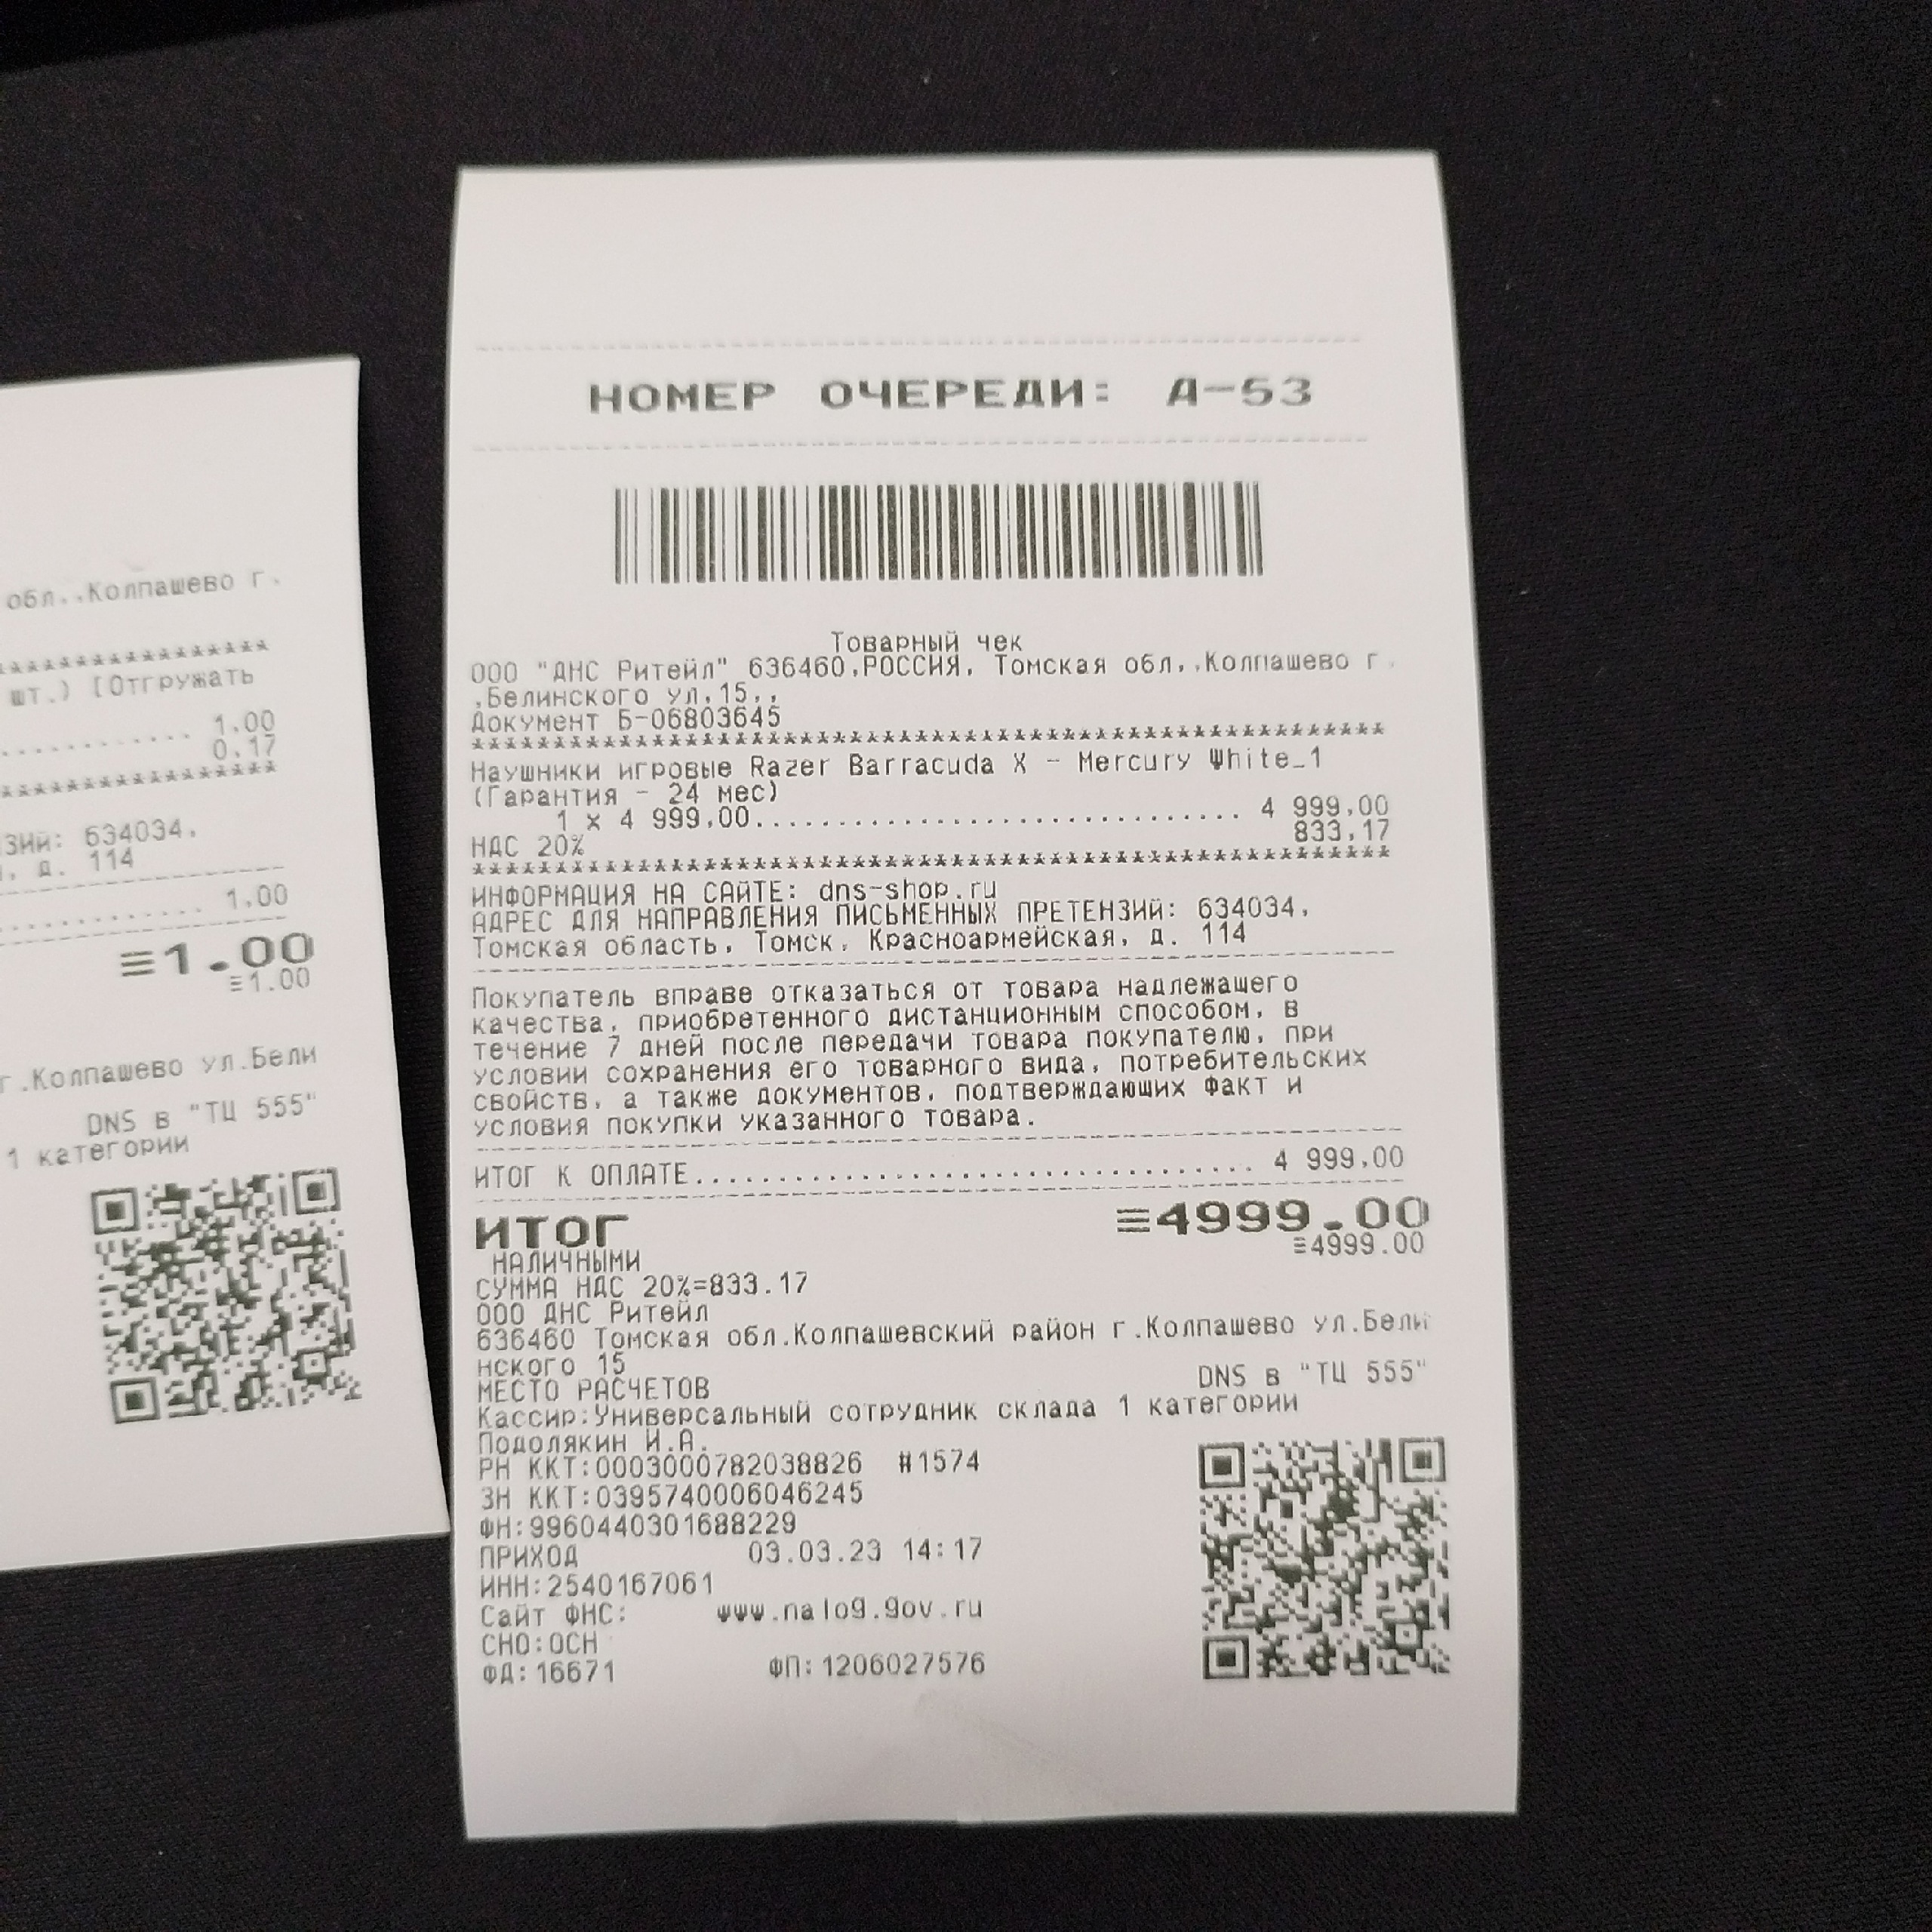 обл.,Колпашево г.
*****************
шт.) [Отгружать
............ 1.00
0.17
*****************
634034,
д. 114
............ 1.00
≡1.00
≡1.00
г.Колпашево ул.Бели
DNS в "ТЦ 555"
1 категории
НОМЕР ОЧЕРЕДИ: А-53
Товарный чек
ООО "ДНС Ритейл" 636460,РОССИЯ, Томская обл,,Колпашево г.
,Белинского ул,15,,
Документ Б-06803645
********************************************************
Наушники игровые Razer Barracuda X - Mercury White_1
(Гарантия - 24 мес)
1 x 4 999,00.............................. 4 999,00
НДС 20% 833,17
********************************************************
ИНФОРМАЦИЯ НА САЙТЕ: dns-shop.ru
АДРЕС ДЛЯ НАПРАВЛЕНИЯ ПИСЬМЕННЫХ ПРЕТЕНЗИЙ: 634034,
Томская область, Томск, Красноармейская, д. 114
Покупатель вправе отказаться от товара надлежащего
качества, приобретенного дистанционным способом, в
течение 7 дней после передачи товара покупателю, при
условии сохранения его товарного вида, потребительских
свойств, а также документов, подтверждающих факт и
условия покупки указанного товара.
ИТОГ К ОПЛАТЕ................................... 4 999,00
ИТОГ ≡4999.00
НАЛИЧНЫМИ ≡4999.00
СУММА НДС 20%=833.17
ООО ДНС Ритейл
636460 Томская обл.Колпашевский район г.Колпашево ул.Бели
нского 15
МЕСТО РАСЧЕТОВ DNS в "ТЦ 555"
Кассир:Универсальный сотрудник склада 1 категории
Подолякин И.А.
РН ККТ:0003000782038826 #1574
ЗН ККТ:0395740006046245
ФН:9960440301688229
ПРИХОД 03.03.23 14:17
ИНН:2540167061
Сайт ФНС: www.nalog.gov.ru
СНО:ОСН
ФД:16671 ФП:1206027576